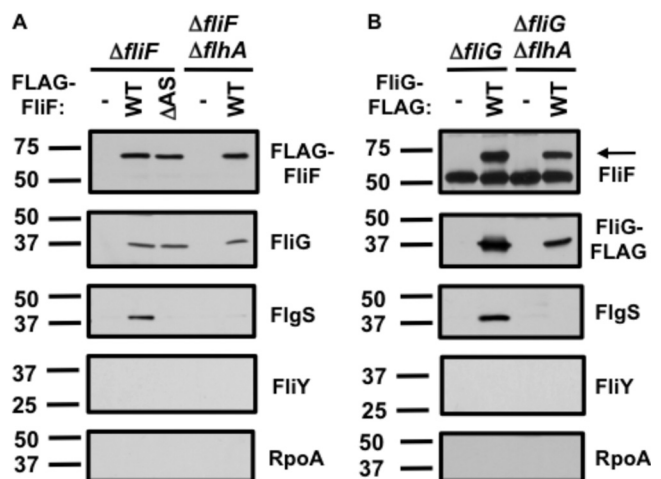 A
ΔfliF
ΔfliF
ΔflhA
FLAG-
FliF:
-
WT
ΔAS
-
WT
75
50
FLAG-
FliF
50
37
FliG
50
37
FlgS
37
25
FliY
50
37
RpoA
B
ΔfliG
ΔfliG
ΔflhA
FliG-
FLAG:
-
WT
-
WT
75
50
FliF
50
37
FliG-
FLAG
50
37
FlgS
37
25
FliY
50
37
RpoA